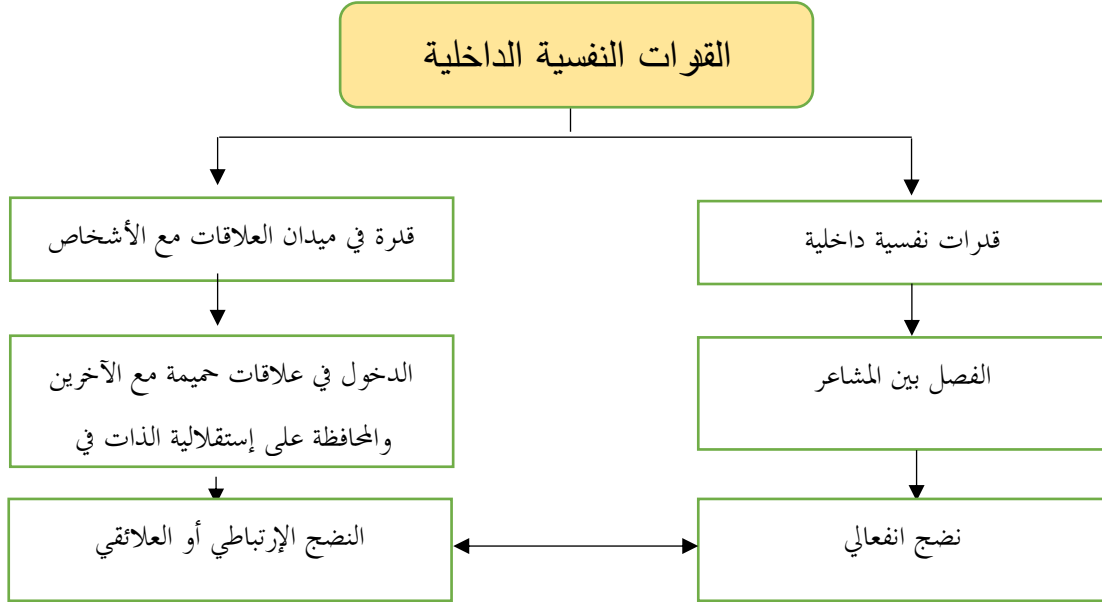 القدرات النفسية الداخلية
قدرات نفسية داخلية
قدرة في ميدان العلاقات مع الأشخاص
الفصل بين المشاعر
الدخول في علاقات حميمة مع الآخرين
والمحافظة على إستقلالية الذات في
نضج انفعالي
النضج الإرتباطي أو العلائقي